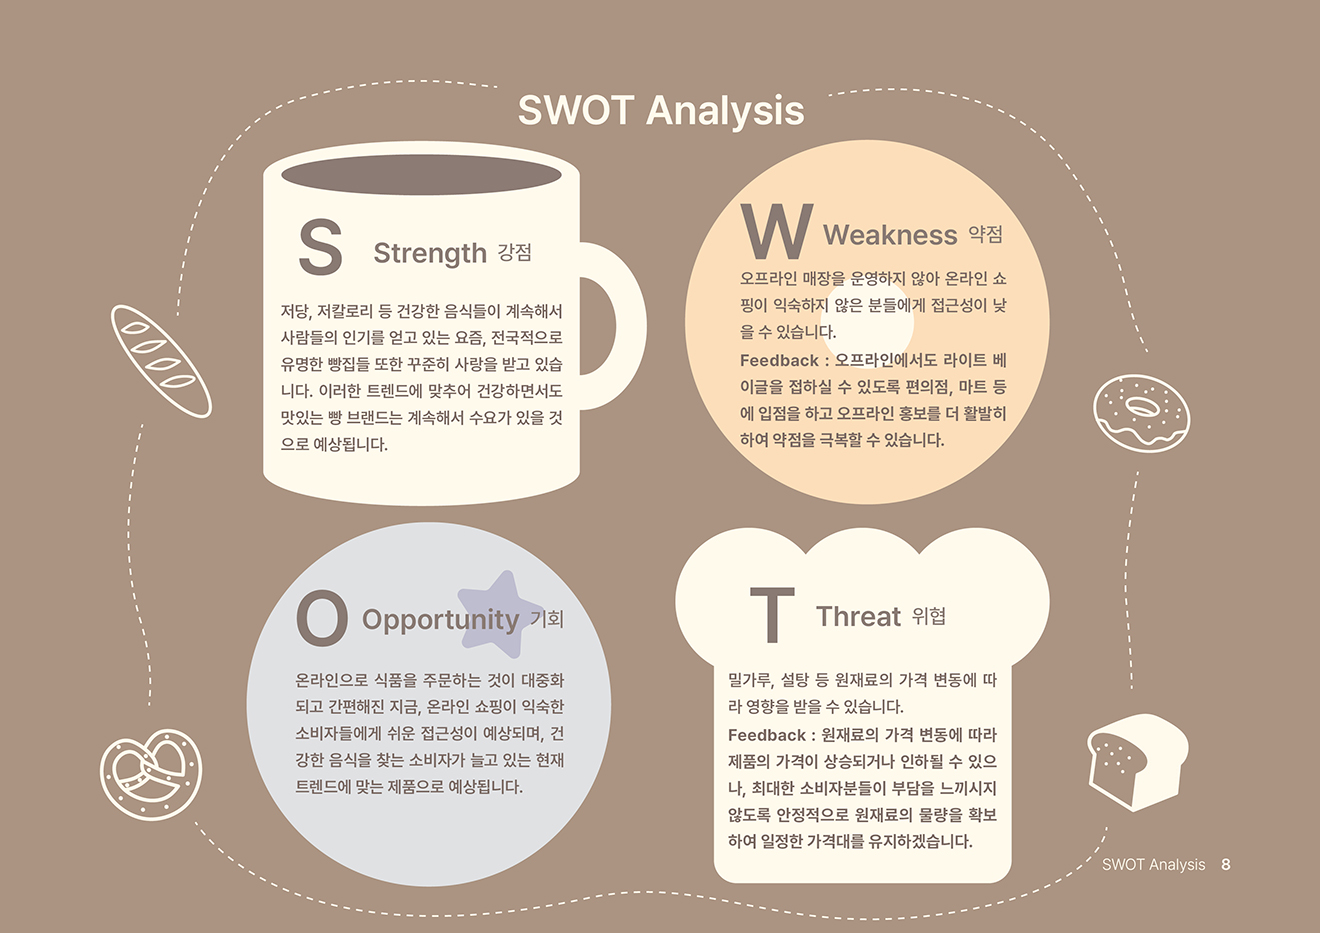 SWOT Analysis
S Strength 강점
저당, 저칼로리 등 건강한 음식들이 계속해서
사람들의 인기를 얻고 있는 요즘, 전국적으로
유명한 빵집들 또한 꾸준히 사랑을 받고 있습
니다. 이러한 트렌드에 맞추어 건강하면서도
맛있는 빵 브랜드는 계속해서 수요가 있을 것
으로 예상됩니다.
W Weakness 약점
오프라인 매장을 운영하지 않아 온라인 쇼
핑이 익숙하지 않은 분들에게 접근성이 낮
을 수 있습니다.
Feedback : 오프라인에서도 라이트 베
이글을 접하실 수 있도록 편의점, 마트 등
에 입점을 하고 오프라인 홍보를 더 활발히
하여 약점을 극복할 수 있습니다.
O Opportunity 기회
온라인으로 식품을 주문하는 것이 대중화
되고 간편해진 지금, 온라인 쇼핑이 익숙한
소비자들에게 쉬운 접근성이 예상되며, 건
강한 음식을 찾는 소비자가 늘고 있는 현재
트렌드에 맞는 제품으로 예상됩니다.
T Threat 위협
밀가루, 설탕 등 원재료의 가격 변동에 따
라 영향을 받을 수 있습니다.
Feedback : 원재료의 가격 변동에 따라
제품의 가격이 상승되거나 인하될 수 있으
나, 최대한 소비자분들이 부담을 느끼시지
않도록 안정적으로 원재료의 물량을 확보
하여 일정한 가격대를 유지하겠습니다.
SWOT Analysis 8